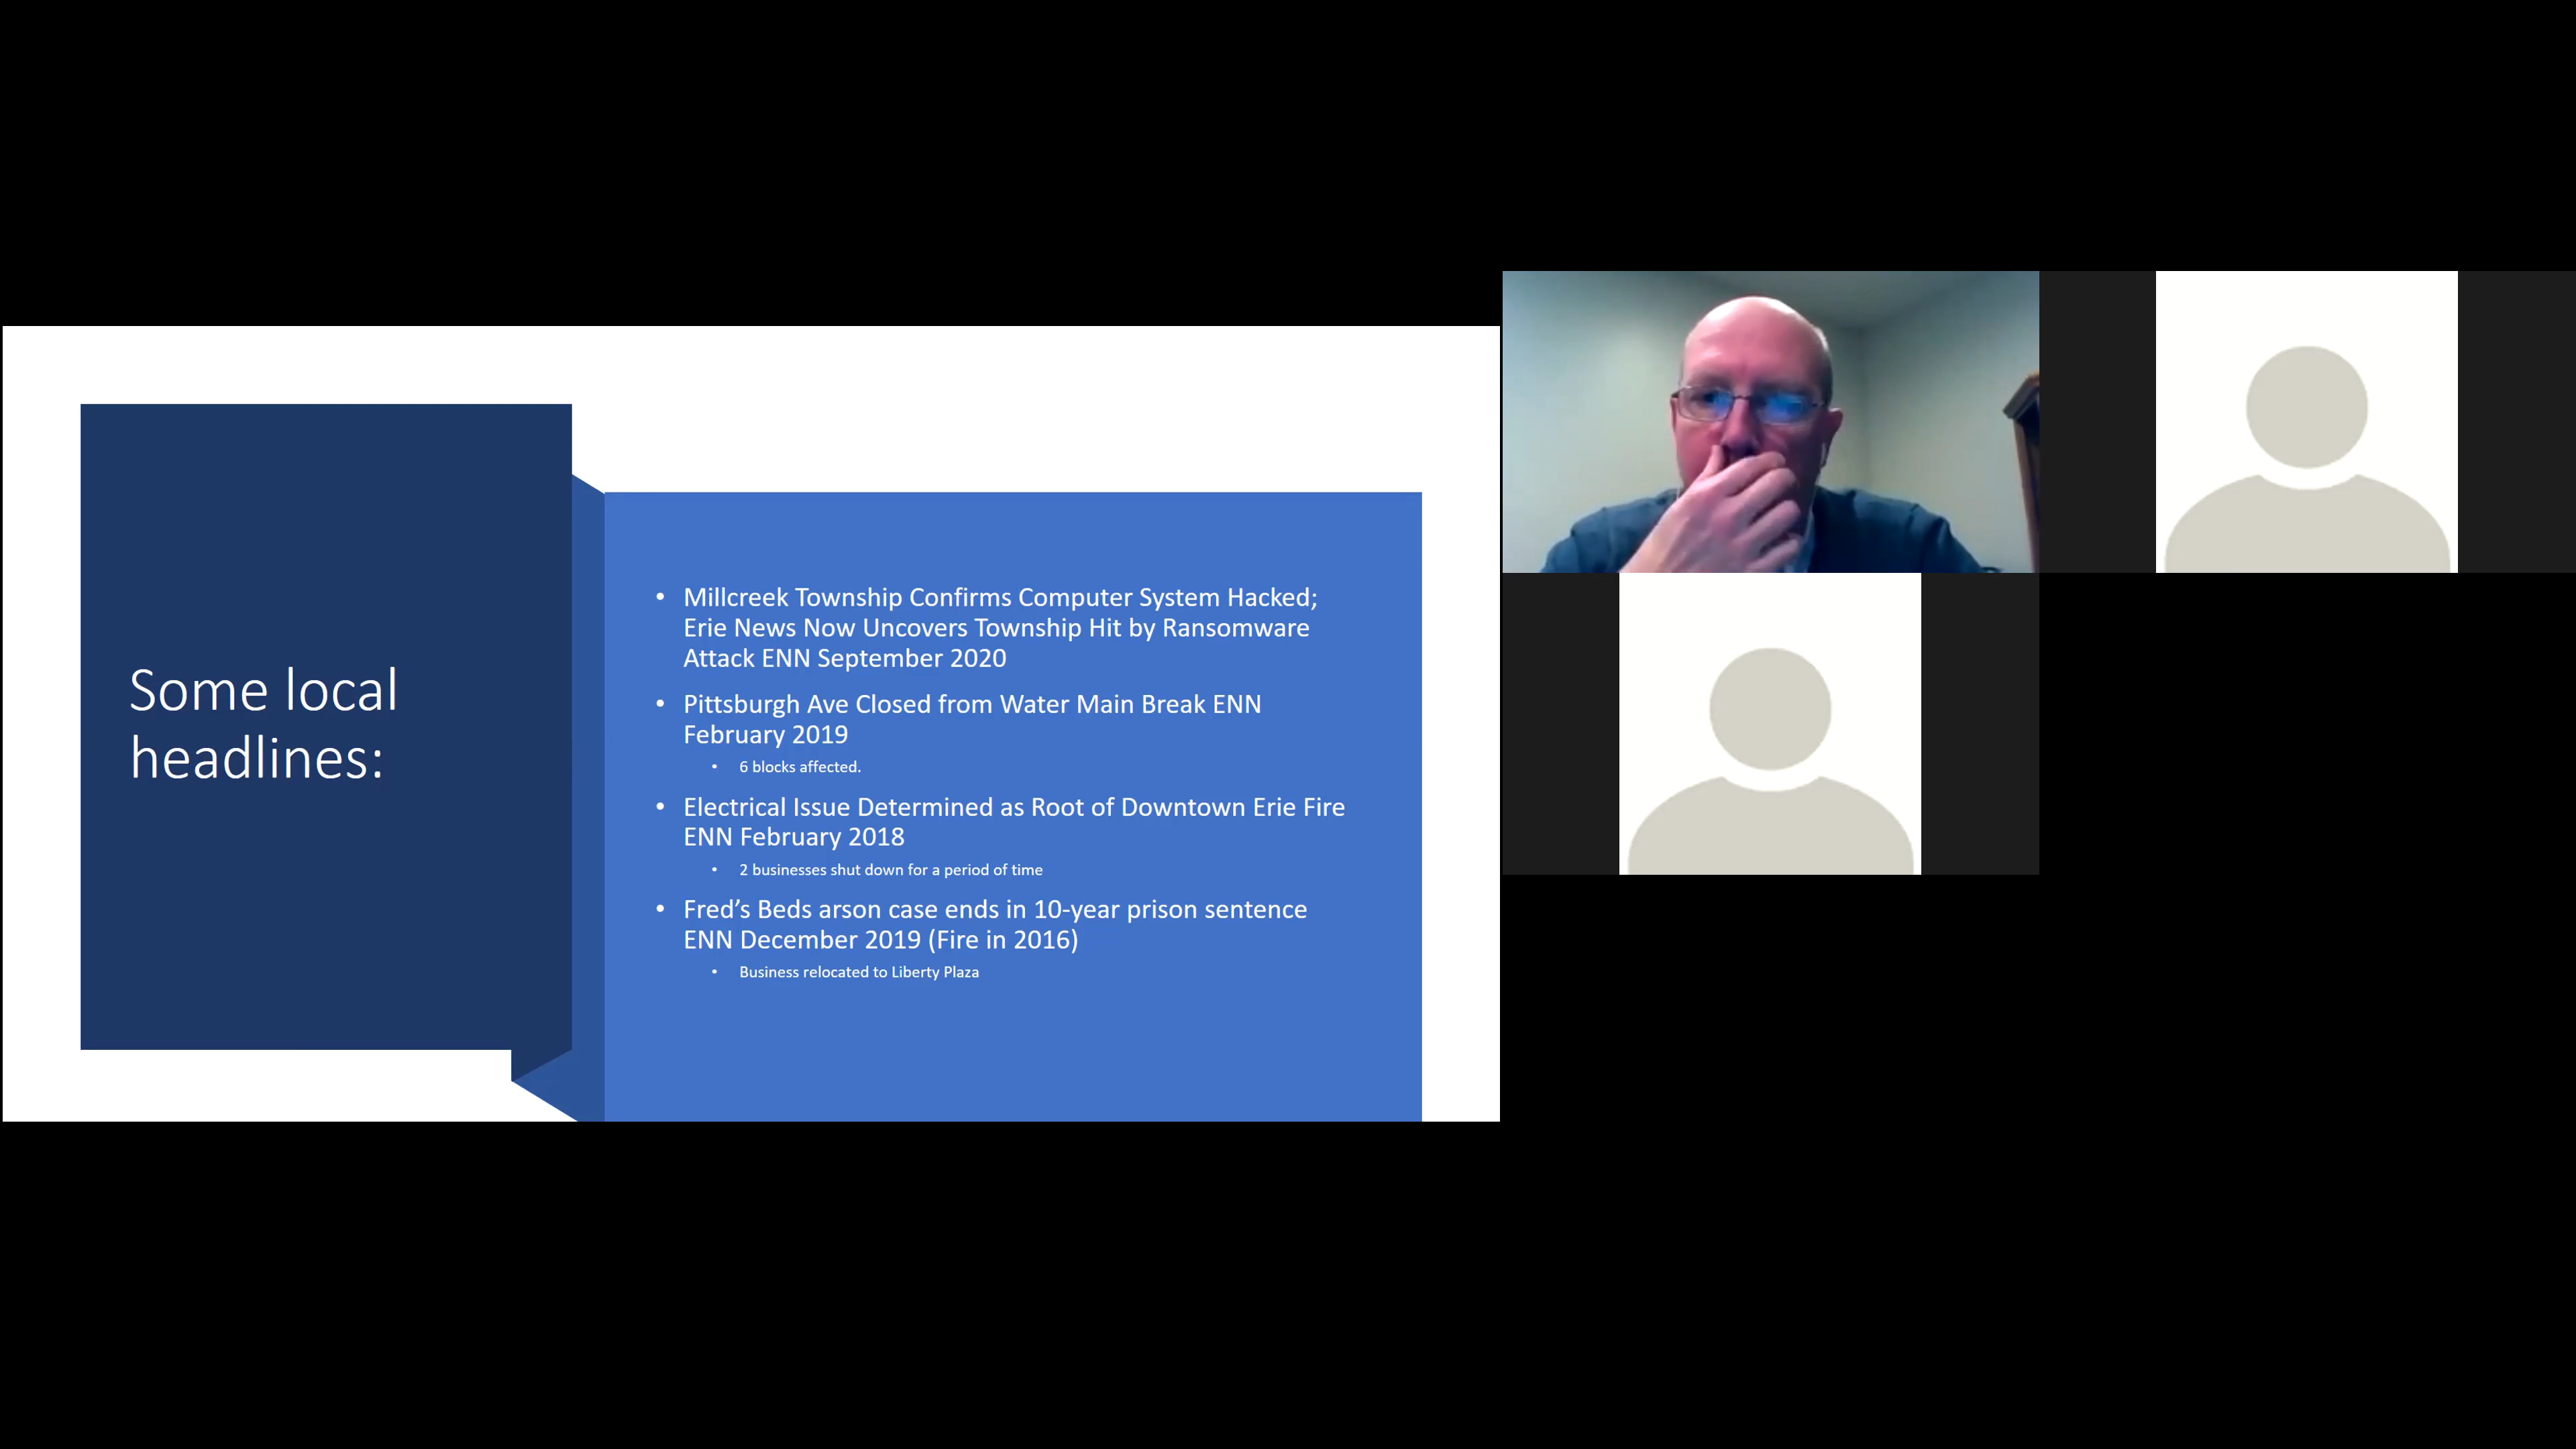 Some local
headlines:
• Millcreek Township Confirms Computer System Hacked;
Erie News Now Uncovers Township Hit by Ransomware
Attack ENN September 2020
• Pittsburgh Ave Closed from Water Main Break ENN
February 2019
• 6 blocks affected.
• Electrical Issue Determined as Root of Downtown Erie Fire
ENN February 2018
• 2 businesses shut down for a period of time
• Fred’s Beds arson case ends in 10-year prison sentence
ENN December 2019 (Fire in 2016)
• Business relocated to Liberty Plaza